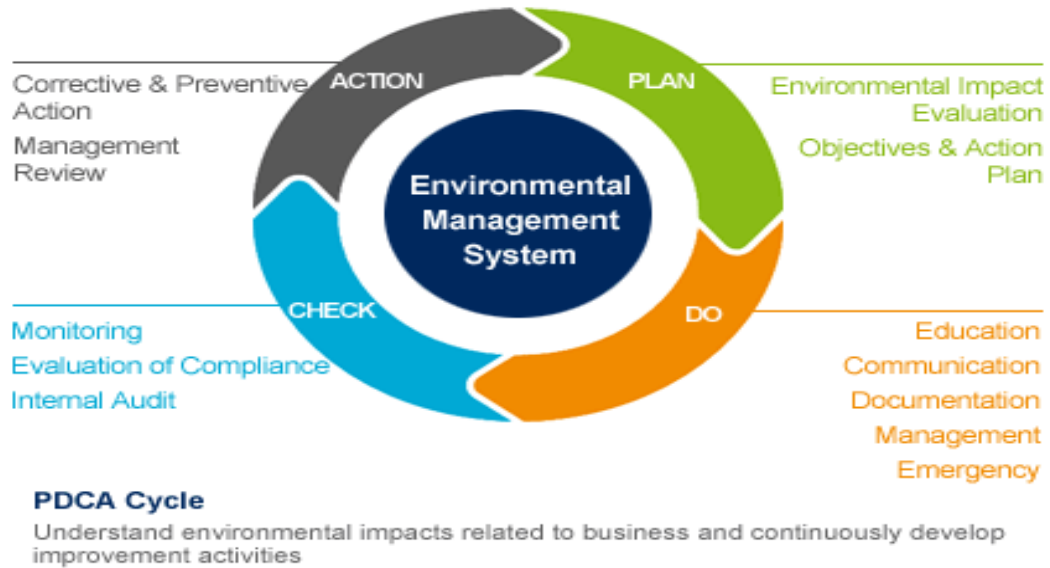 ACTION
PLAN
Corrective & Preventive
Action
Management
Review
Environmental Impact
Evaluation
Objectives & Action
Plan
Environmental
Management
System
CHECK
DO
Monitoring
Evaluation of Compliance
Internal Audit
Education
Communication
Documentation
Management
Emergency
PDCA Cycle
Understand environmental impacts related to business and continuously develop
improvement activities